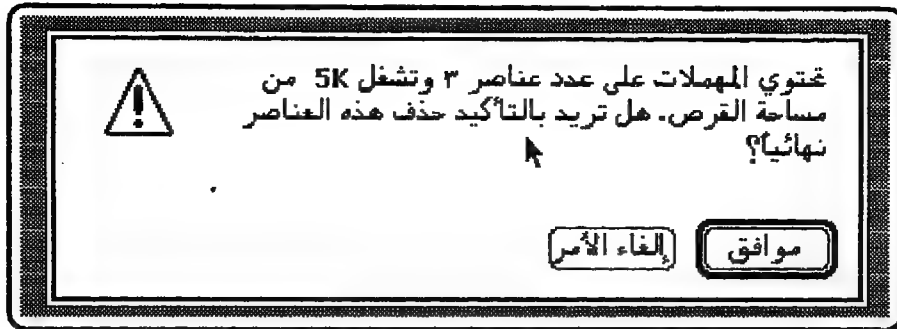 تحتوي المهملات على عدد عناصر ٣ وتشغل 5K من
مساحة القرص. هل تريد بالتأكيد حذف هذه العناصر
نهائياً؟
موافق
إلغاء الأمر